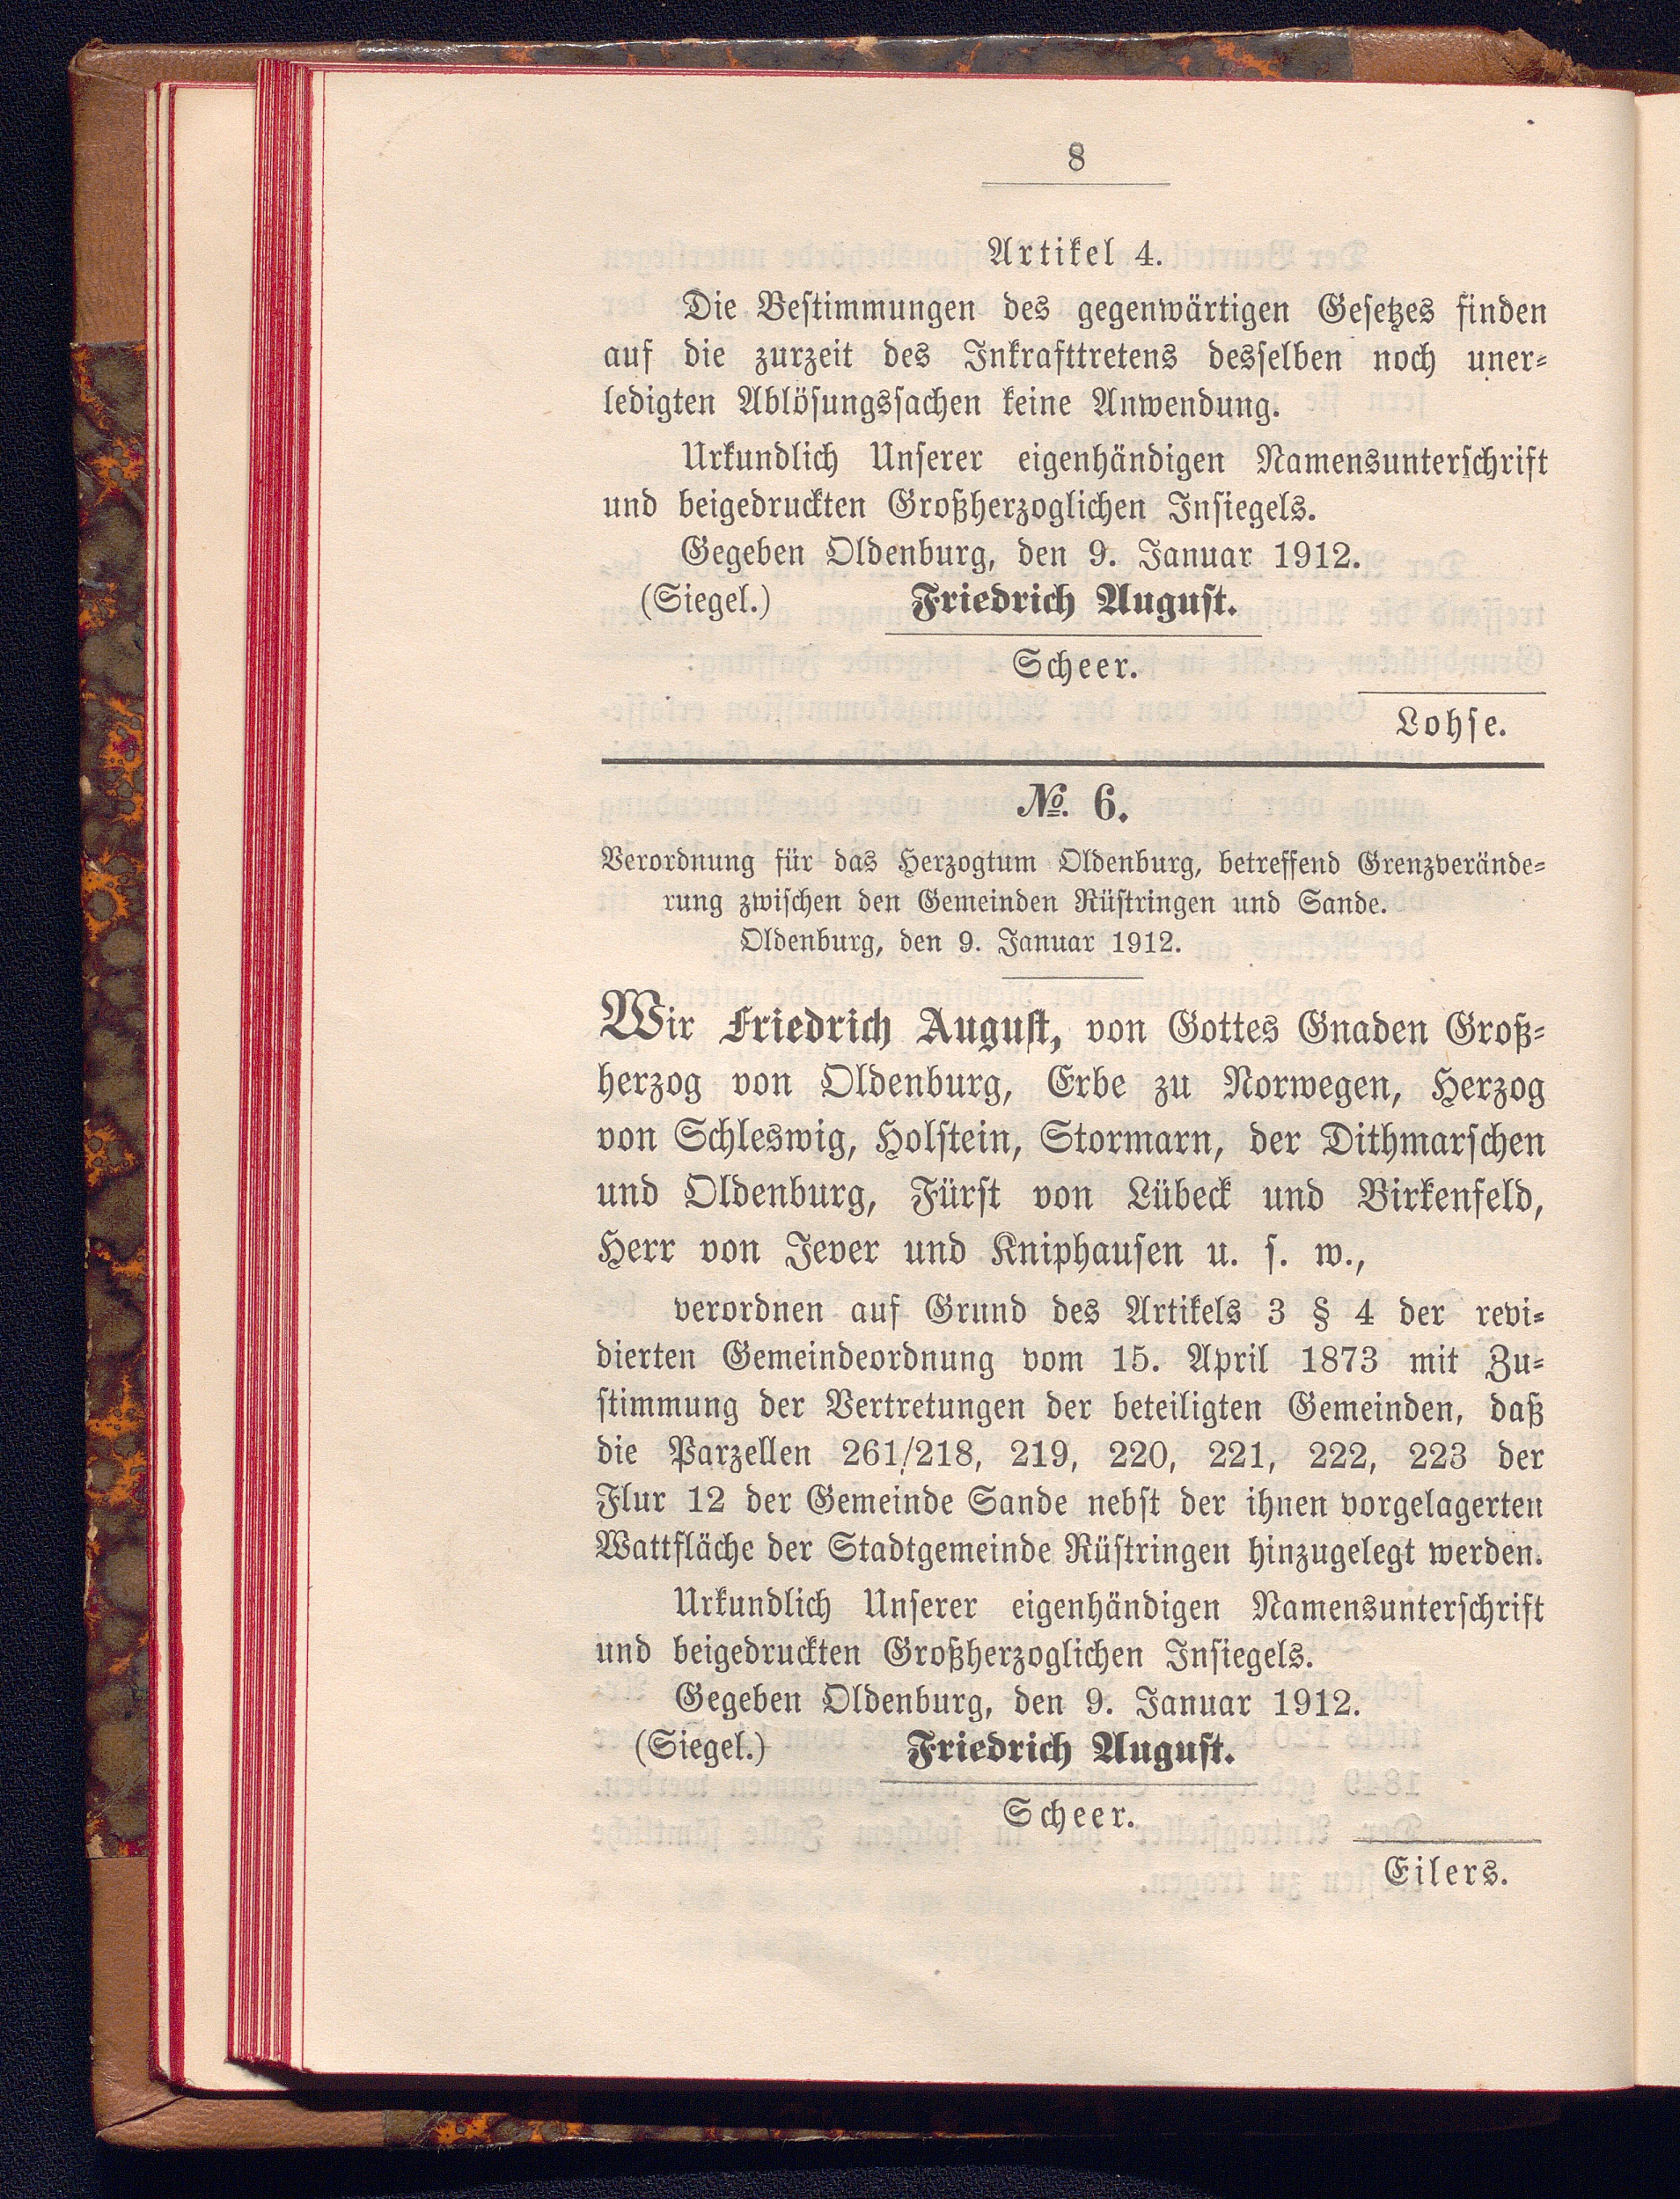 8
Artikel 4.
Die Bestimmungen des gegenwärtigen Gesetzes finden
auf die zurzeit des Inkrafttretens desselben noch uner-
ledigten Ablösungssachen keine Anwendung.
Urkundlich Unserer eigenhändigen Namensunterschrift
und beigedruckten Großherzoglichen Insiegels.
Gegeben Oldenburg, den 9. Januar 1912.
(Siegel.) Friedrich August.
Scheer.
Lohse.
№. 6.
Verordnung für das Herzogtum Oldenburg, betreffend Grenzverände-
rung zwischen den Gemeinden Rüstringen und Sande.
Oldenburg, den 9. Januar 1912.
Wir Friedrich August, von Gottes Gnaden Groß-
herzog von Oldenburg, Erbe zu Norwegen, Herzog
von Schleswig, Holstein, Stormarn, der Dithmarschen
und Oldenburg, Fürst von Lübeck und Birkenfeld,
Herr von Jever und Kniphausen u. s. w.,
verordnen auf Grund des Artikels 3 § 4 der revi-
dierten Gemeindeordnung vom 15. April 1873 mit Zu-
stimmung der Vertretungen der beteiligten Gemeinden, daß
die Parzellen 261/218, 219, 220, 221, 222, 223 der
Flur 12 der Gemeinde Sande nebst der ihnen vorgelagerten
Wattfläche der Stadtgemeinde Rüstringen hinzugelegt werden.
Urkundlich Unserer eigenhändigen Namensunterschrift
und beigedruckten Großherzoglichen Insiegels.
Gegeben Oldenburg, den 9. Januar 1912.
(Siegel.) Friedrich August.
Scheer.
Eilers.